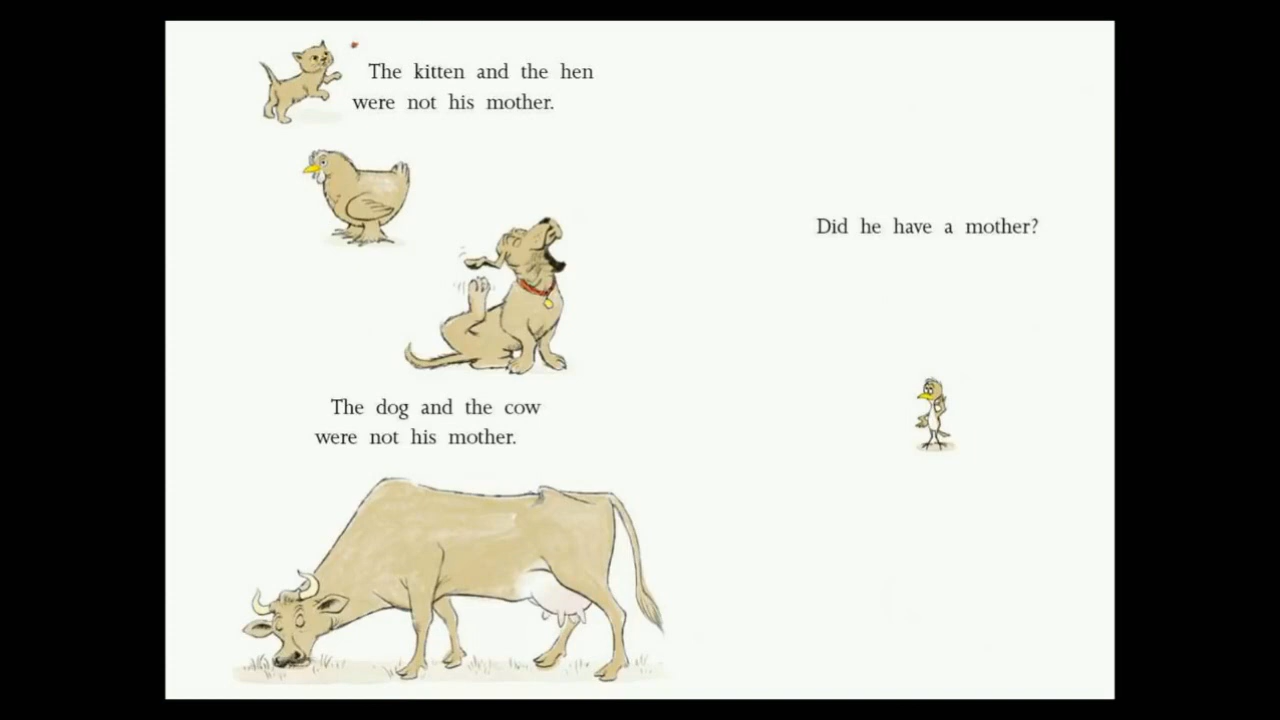 The kitten and the hen
were not his mother.
The dog and the cow
were not his mother.
Did he have a mother?